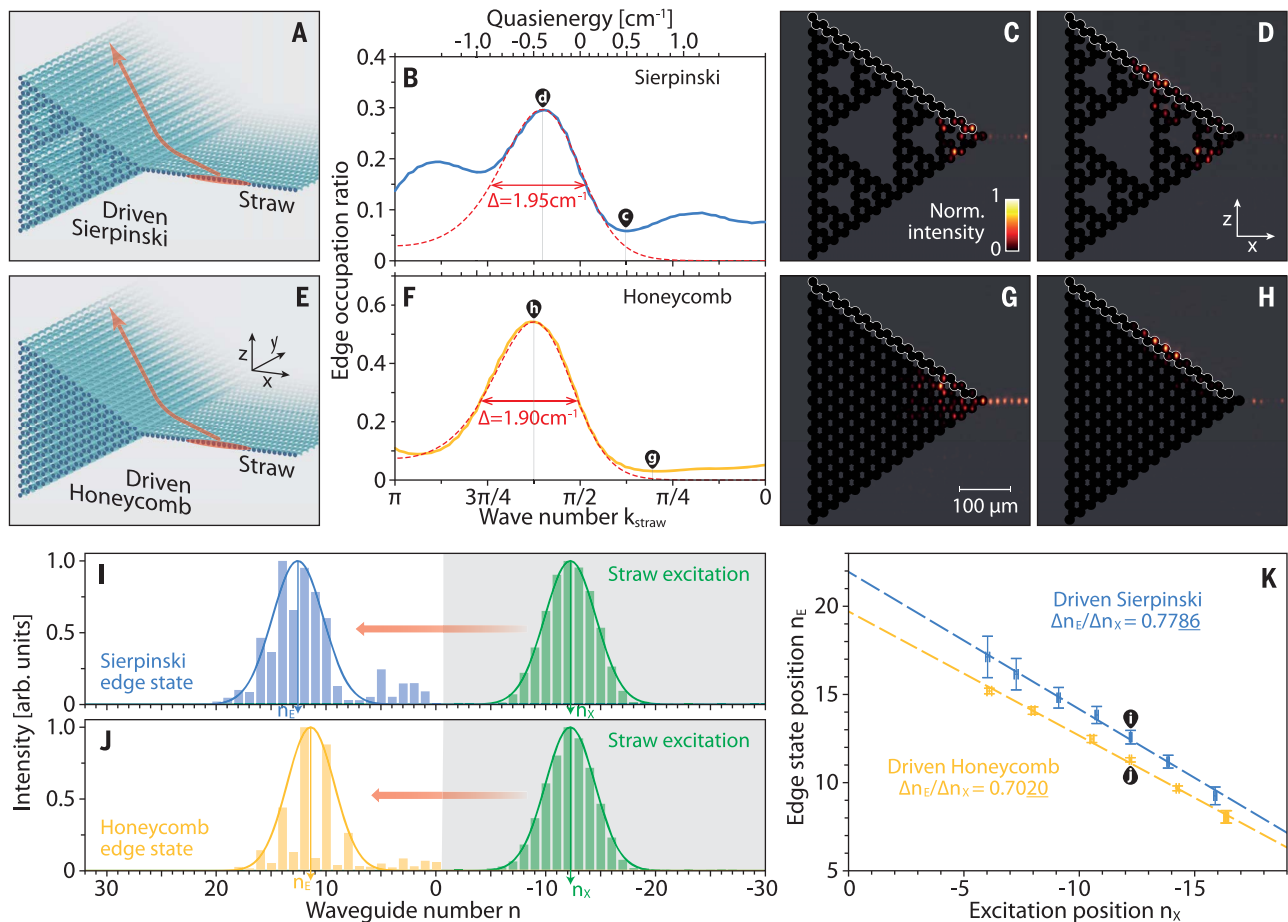 A
Driven
Sierpinski
Straw
Quasienergy [cm⁻¹]
-1.0 -0.5 0 0.5 1.0
B
Sierpinski
d
c
Δ=1.95cm⁻¹
0.4
0.3
0.2
0.1
0
Edge occupation ratio
C
Norm.
intensity
1
0
D
z
x
E
z
y
x
Driven
Honeycomb
Straw
F
Honeycomb
h
g
Δ=1.90cm⁻¹
0.6
0.4
0.2
0
π 3π/4 π/2 π/4 0
Wave number k_straw
G
100 μm
H
I
Straw excitation
Sierpinski
edge state
n_E
n_X
1.0
0.5
0
Intensity [arb. units]
J
Straw excitation
Honeycomb
edge state
n_E
n_X
1.0
0.5
0
30 20 10 0 -10 -20 -30
Waveguide number n
K
Driven Sierpinski
Δn_E/Δn_X = 0.7786
i
j
Driven Honeycomb
Δn_E/Δn_X = 0.7020
20
15
10
5
Edge state position n_E
0 -5 -10 -15
Excitation position n_X